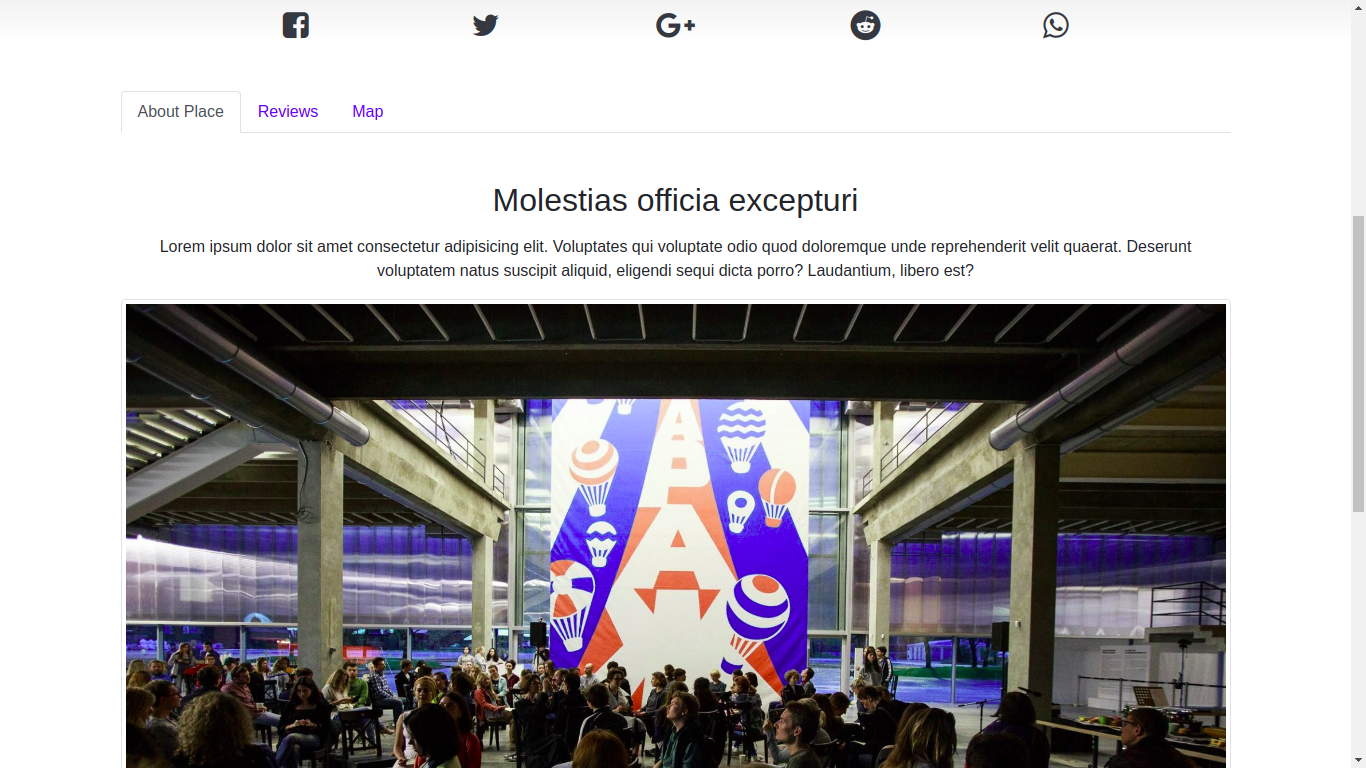 About Place
Reviews
Map
Molestias officia excepturi
Lorem ipsum dolor sit amet consectetur adipisicing elit. Voluptates qui voluptate odio quod doloremque unde reprehenderit velit quaerat. Deserunt
voluptatem natus suscipit aliquid, eligendi sequi dicta porro? Laudantium, libero est?